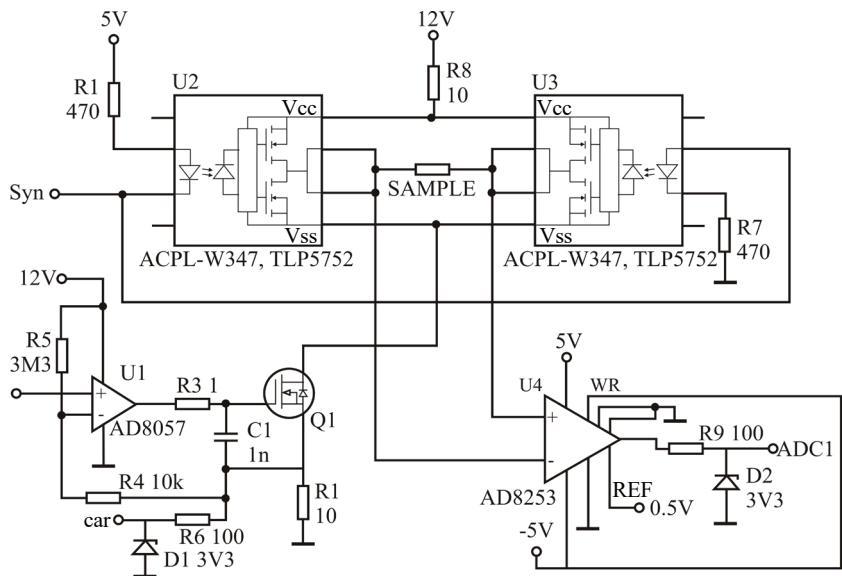 5V
12V
R1
470
U2
Vcc
R8
10
U3
Vcc
Syn
SAMPLE
Vss
Vss
R7
470
ACPL-W347, TLP5752
ACPL-W347, TLP5752
12V
R5
3M3
U1
+
-
AD8057
R3 1
Q1
C1
1n
R4 10k
car
R6 100
D1 3V3
R1
10
5V
U4
WR
+
-
AD8253
R9 100
ADC1
REF
0.5V
D2
3V3
-5V